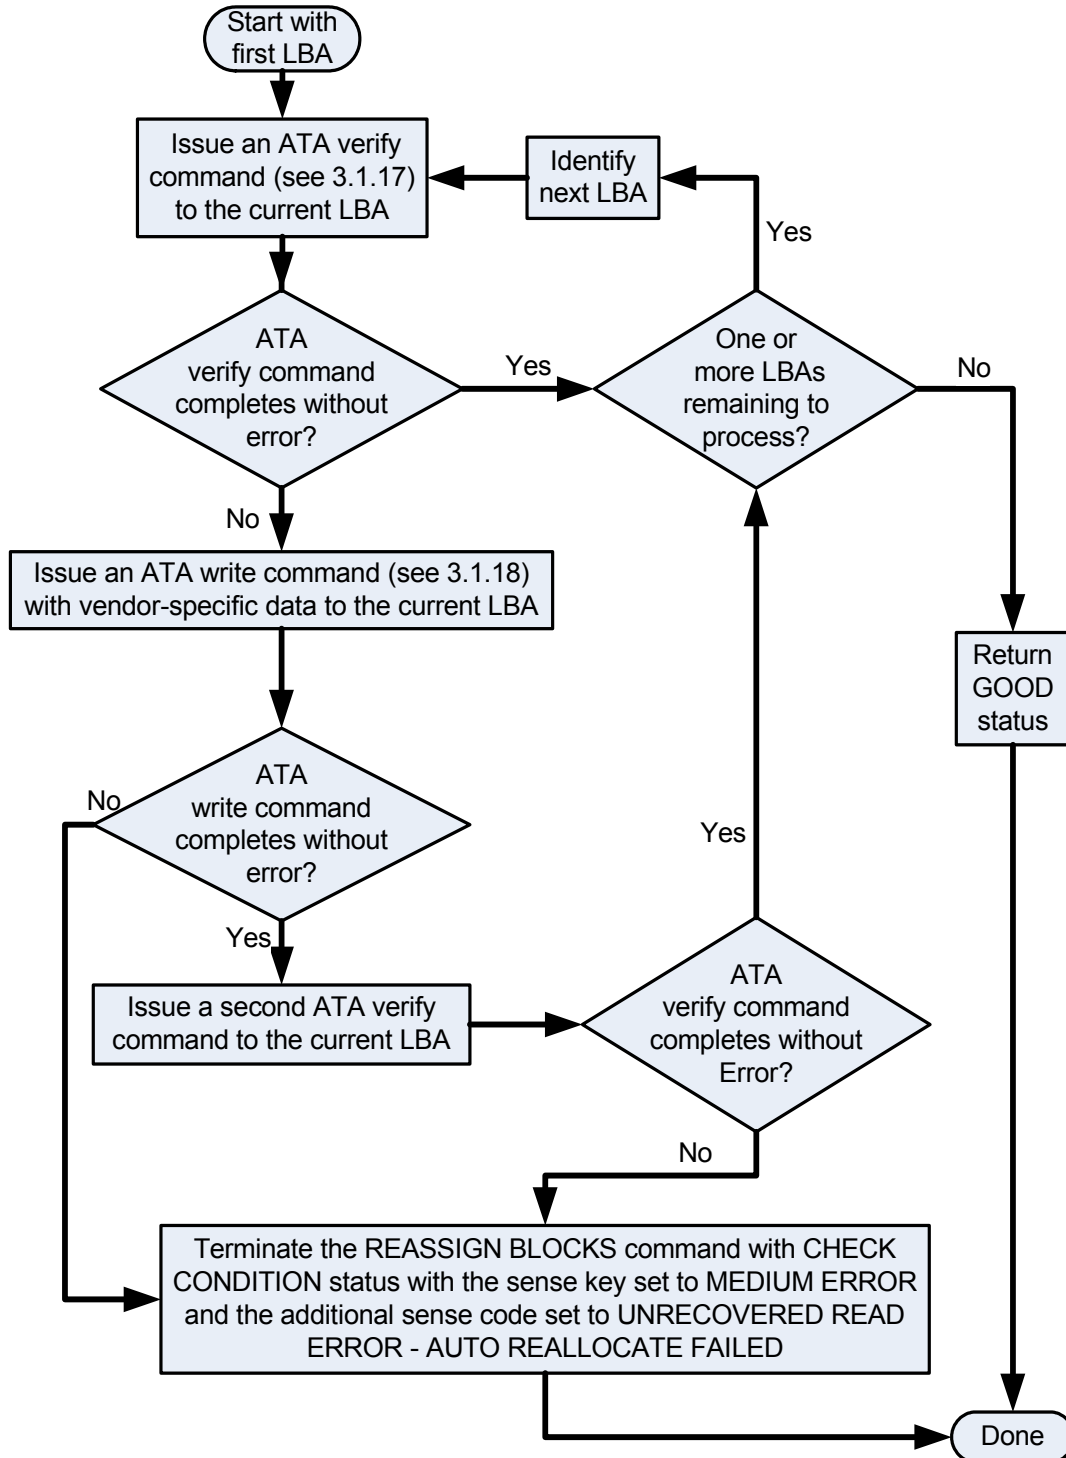 Start with
first LBA
Issue an ATA verify
command (see 3.1.17)
to the current LBA
Identify
next LBA
Yes
ATA
verify command
completes without
error?
Yes
One or
more LBAs
remaining to
process?
No
No
Issue an ATA write command (see 3.1.18)
with vendor-specific data to the current LBA
Return
GOOD
status
ATA
write command
completes without
error?
No
Yes
Yes
Issue a second ATA verify
command to the current LBA
ATA
verify command
completes without
Error?
No
Terminate the REASSIGN BLOCKS command with CHECK
CONDITION status with the sense key set to MEDIUM ERROR
and the additional sense code set to UNRECOVERED READ
ERROR - AUTO REALLOCATE FAILED
Done